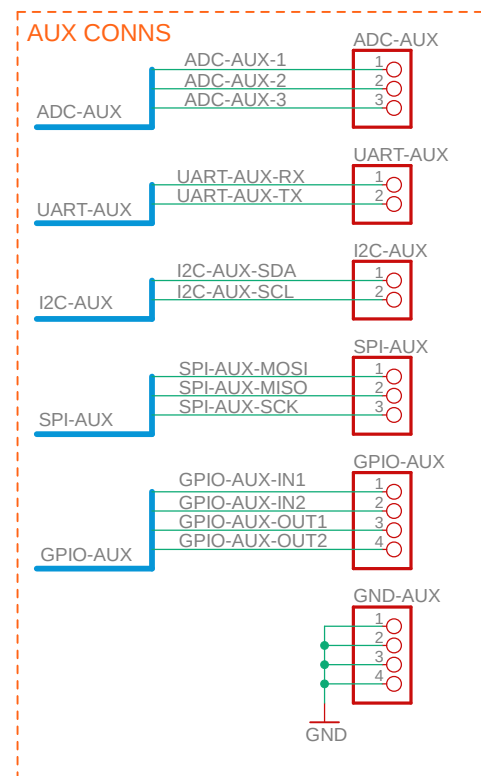 AUX CONNS
ADC-AUX
ADC-AUX-1 1
ADC-AUX-2 2
ADC-AUX-3 3
ADC-AUX
UART-AUX
UART-AUX-RX 1
UART-AUX-TX 2
UART-AUX
I2C-AUX
I2C-AUX-SDA 1
I2C-AUX-SCL 2
I2C-AUX
SPI-AUX
SPI-AUX-MOSI 1
SPI-AUX-MISO 2
SPI-AUX-SCK 3
SPI-AUX
GPIO-AUX
GPIO-AUX-IN1 1
GPIO-AUX-IN2 2
GPIO-AUX-OUT1 3
GPIO-AUX-OUT2 4
GPIO-AUX
GND-AUX
1
2
3
4
GND